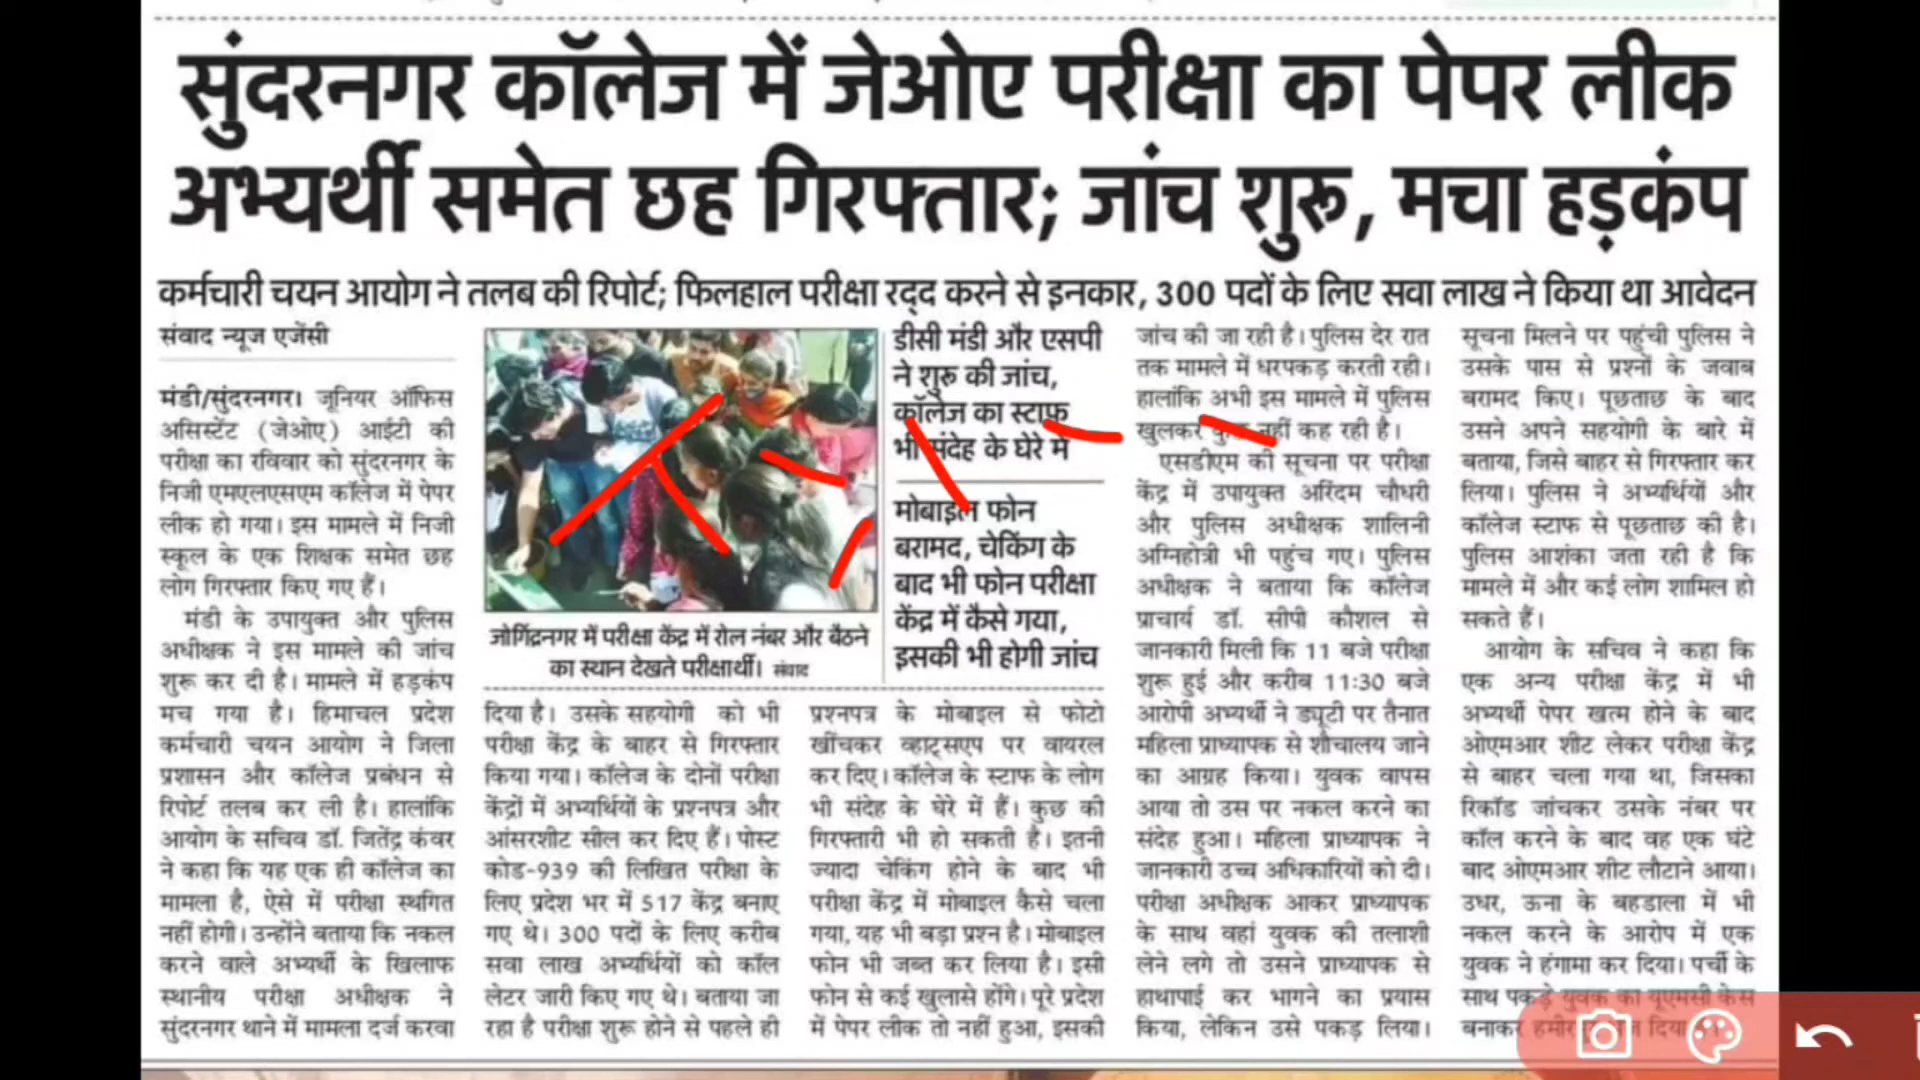 सुंदरनगर कॉलेज में जेओए परीक्षा का पेपर लीक
अभ्यर्थी समेत छह गिरफ्तार; जांच शुरू, मचा हड़कंप
कर्मचारी चयन आयोग ने तलब की रिपोर्ट; फिलहाल परीक्षा रद्द करने से इनकार, 300 पदों के लिए सवा लाख ने किया था आवेदन
संवाद न्यूज एजेंसी
मंडी/सुंदरनगर। जूनियर ऑफिस
असिस्टेंट (जेओए) आईटी की
परीक्षा का रविवार को सुंदरनगर के
निजी एमएलएसएम कॉलेज में पेपर
लीक हो गया। इस मामले में निजी
स्कूल के एक शिक्षक समेत छह
लोग गिरफ्तार किए गए हैं।
मंडी के उपायुक्त और पुलिस
अधीक्षक ने इस मामले की जांच
शुरू कर दी है। मामले में हड़कंप
मच गया है। हिमाचल प्रदेश
कर्मचारी चयन आयोग ने जिला
प्रशासन और कॉलेज प्रबंधन से
रिपोर्ट तलब कर ली है। हालांकि
आयोग के सचिव डॉ. जितेंद्र कंवर
ने कहा कि यह एक ही कॉलेज का
मामला है, ऐसे में परीक्षा स्थगित
नहीं होगी। उन्होंने बताया कि नकल
करने वाले अभ्यर्थी के खिलाफ
स्थानीय परीक्षा अधीक्षक ने
सुंदरनगर थाने में मामला दर्ज करवा
जोगिंद्रनगर में परीक्षा केंद्र में रोल नंबर और बैठने
का स्थान देखते परीक्षार्थी। संवाद
दिया है। उसके सहयोगी को भी
परीक्षा केंद्र के बाहर से गिरफ्तार
किया गया। कॉलेज के दोनों परीक्षा
केंद्रों में अभ्यर्थियों के प्रश्नपत्र और
आंसरशीट सील कर दिए हैं। पोस्ट
कोड-939 की लिखित परीक्षा के
लिए प्रदेश भर में 517 केंद्र बनाए
गए थे। 300 पदों के लिए करीब
सवा लाख अभ्यर्थियों को कॉल
लेटर जारी किए गए थे। बताया जा
रहा है परीक्षा शुरू होने से पहले ही
डीसी मंडी और एसपी
ने शुरू की जांच,
कॉलेज का स्टाफ
भी संदेह के घेरे में
मोबाइल फोन
बरामद, चेकिंग के
बाद भी फोन परीक्षा
केंद्र में कैसे गया,
इसकी भी होगी जांच
प्रश्नपत्र के मोबाइल से फोटो
खींचकर व्हाट्सएप पर वायरल
कर दिए। कॉलेज के स्टाफ के लोग
भी संदेह के घेरे में हैं। कुछ की
गिरफ्तारी भी हो सकती है। इतनी
ज्यादा चेकिंग होने के बाद भी
परीक्षा केंद्र में मोबाइल कैसे चला
गया, यह भी बड़ा प्रश्न है। मोबाइल
फोन भी जब्त कर लिया है। इसी
फोन से कई खुलासे होंगे। पूरे प्रदेश
में पेपर लीक तो नहीं हुआ, इसकी
जांच की जा रही है। पुलिस देर रात
तक मामले में धरपकड़ करती रही।
हालांकि अभी इस मामले में पुलिस
खुलकर कुछ नहीं कह रही है।
एसडीएम की सूचना पर परीक्षा
केंद्र में उपायुक्त अरिंदम चौधरी
और पुलिस अधीक्षक शालिनी
अग्निहोत्री भी पहुंच गए। पुलिस
अधीक्षक ने बताया कि कॉलेज
प्राचार्य डॉ. सीपी कौशल से
जानकारी मिली कि 11 बजे परीक्षा
शुरू हुई और करीब 11:30 बजे
आरोपी अभ्यर्थी ने ड्यूटी पर तैनात
महिला प्राध्यापक से शौचालय जाने
का आग्रह किया। युवक वापस
आया तो उस पर नकल करने का
संदेह हुआ। महिला प्राध्यापक ने
जानकारी उच्च अधिकारियों को दी।
परीक्षा अधीक्षक आकर प्राध्यापक
के साथ वहां युवक की तलाशी
लेने लगे तो उसने प्राध्यापक से
हाथापाई कर भागने का प्रयास
किया, लेकिन उसे पकड़ लिया।
सूचना मिलने पर पहुंची पुलिस ने
उसके पास से प्रश्नों के जवाब
बरामद किए। पूछताछ के बाद
उसने अपने सहयोगी के बारे में
बताया, जिसे बाहर से गिरफ्तार कर
लिया। पुलिस ने अभ्यर्थियों और
कॉलेज स्टाफ से पूछताछ की है।
पुलिस आशंका जता रही है कि
मामले में और कई लोग शामिल हो
सकते हैं।
आयोग के सचिव ने कहा कि
एक अन्य परीक्षा केंद्र में भी
अभ्यर्थी पेपर खत्म होने के बाद
ओएमआर शीट लेकर परीक्षा केंद्र
से बाहर चला गया था, जिसका
रिकॉर्ड जांचकर उसके नंबर पर
कॉल करने के बाद वह एक घंटे
बाद ओएमआर शीट लौटाने आया।
उधर, ऊना के बहडाला में भी
नकल करने के आरोप में एक
युवक ने हंगामा कर दिया। पर्ची के
साथ पकड़े युवक का यूएमसी केस
बनाकर हमीरपुर भेज दिया